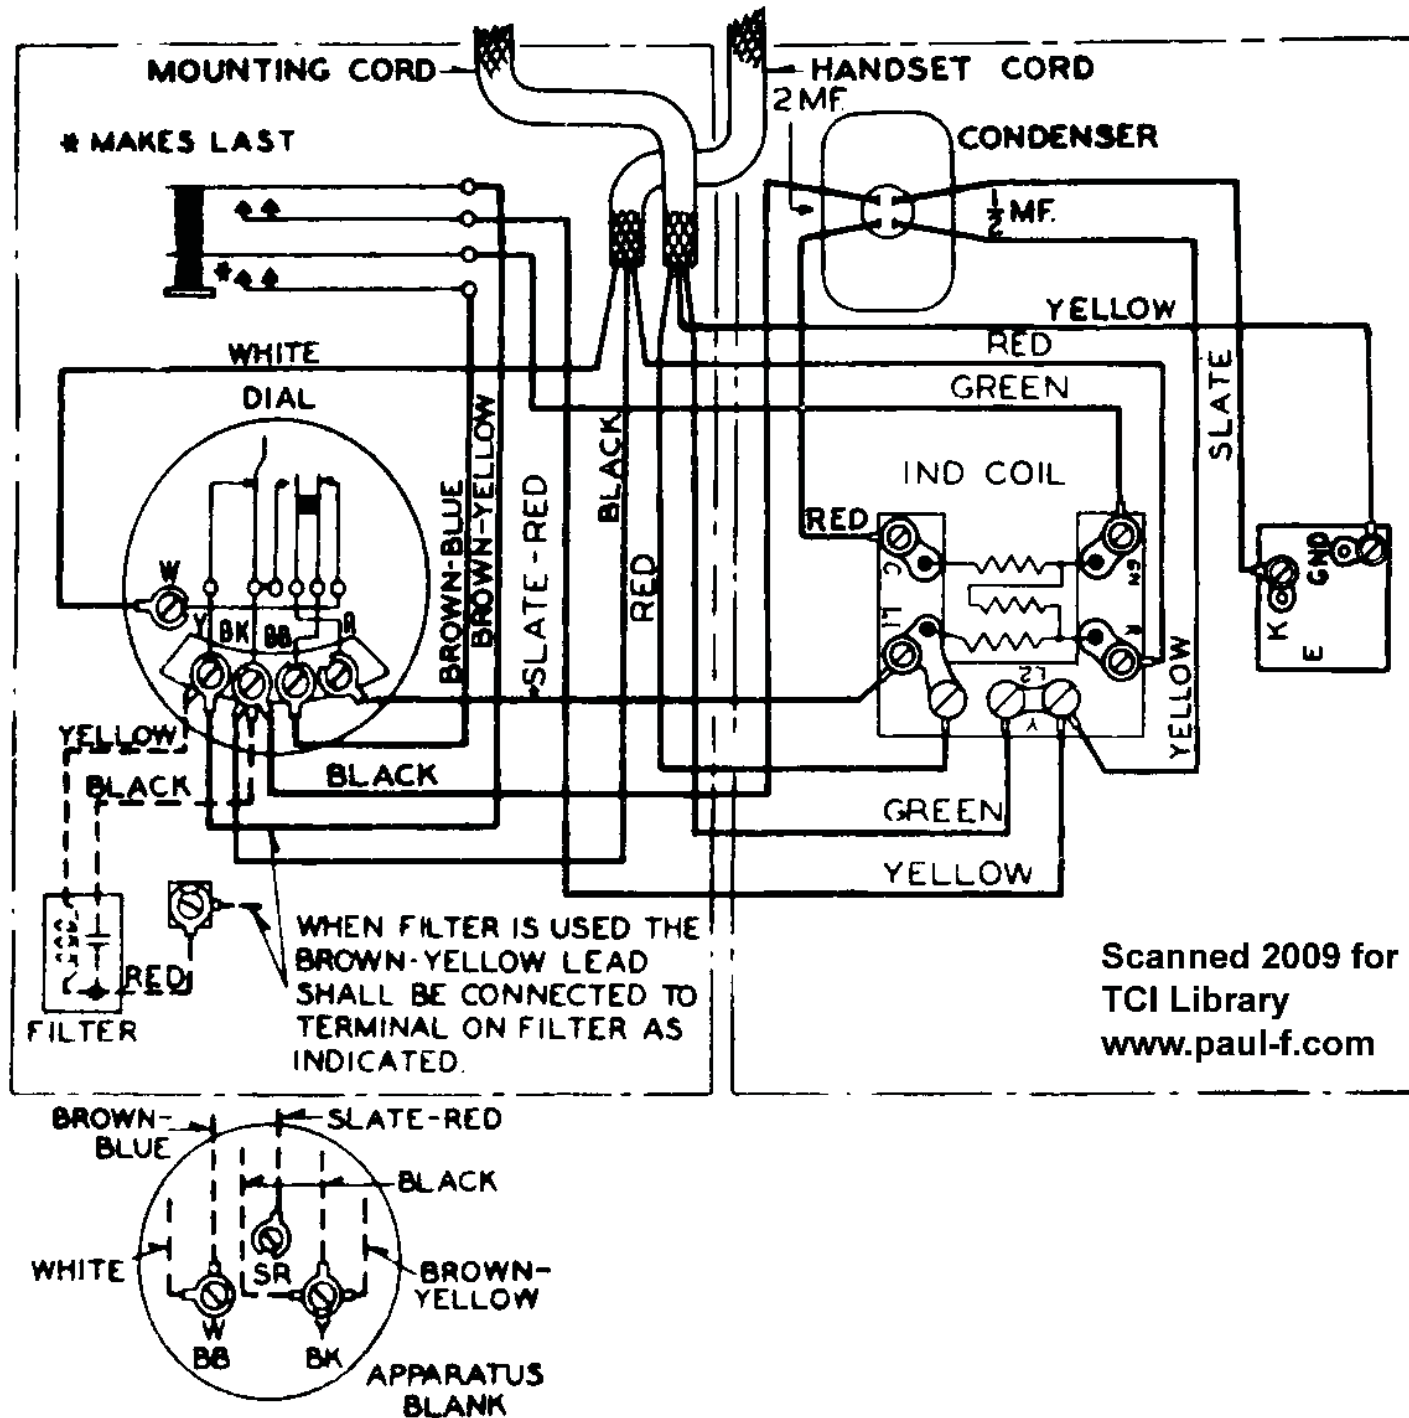 MOUNTING CORD
HANDSET CORD
2 MF.
* MAKES LAST
CONDENSER
1/2 MF.
*
YELLOW
WHITE
RED
GREEN
DIAL
SLATE
BLACK
IND COIL
BROWN-BLUE
BROWN-YELLOW
SLATE-RED
RED
RED
C
GN
GND
W
Y
BK
BB
R
L1
R
K
E
L2
Y
YELLOW
YELLOW
BLACK
BLACK
GREEN
YELLOW
WHEN FILTER IS USED THE
BROWN-YELLOW LEAD
SHALL BE CONNECTED TO
TERMINAL ON FILTER AS
INDICATED.
RED
FILTER
Scanned 2009 for
TCI Library
www.paul-f.com
BROWN-
BLUE
SLATE-RED
BLACK
WHITE
SR
BROWN-
YELLOW
W
BB
Y
BK
APPARATUS
BLANK